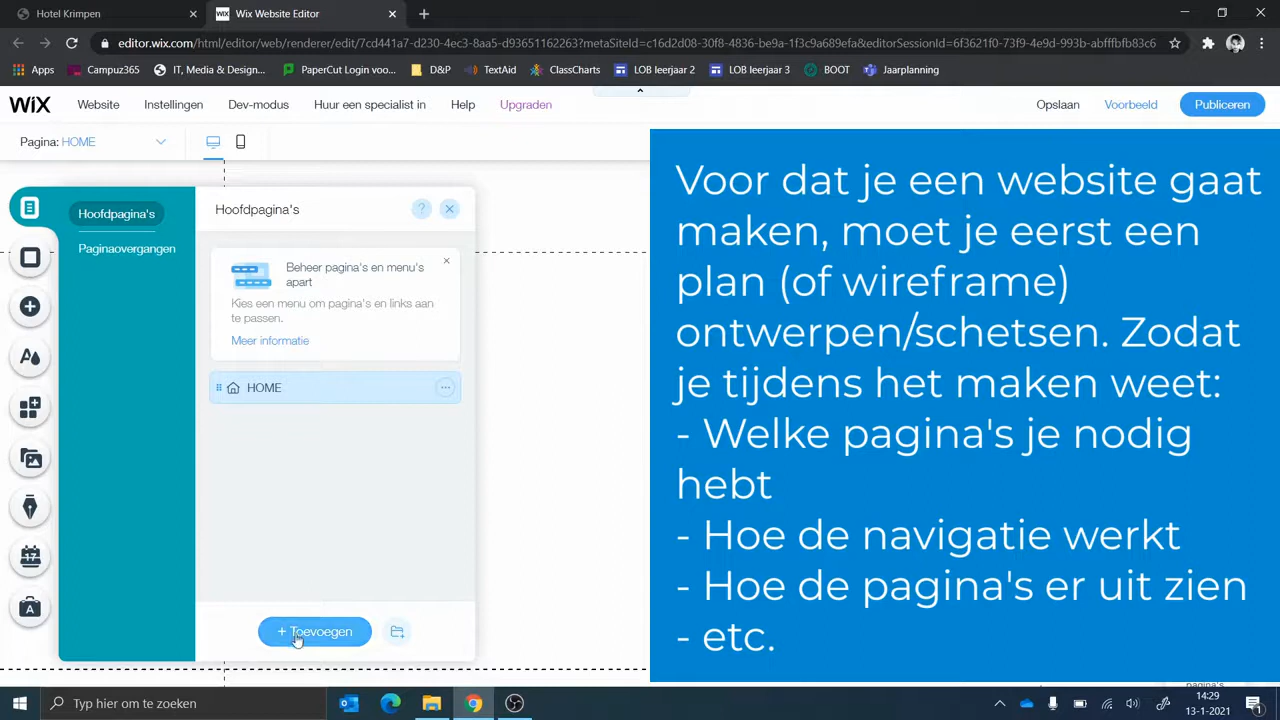 Hotel Krimpen
Wix Website Editor
editor.wix.com/html/editor/web/renderer/edit/7cd441a7-d230-4ec3-8aa5-d93651162263?metaSiteId=c16d2d08-30f8-4836-be9a-1f3c9a689efa&editorSessionId=6f3621f0-73f9-4e9d-993b-abfffbfb83c6
Apps
Campuz365
IT, Media & Design...
PaperCut Login voo...
D&P
TextAid
ClassCharts
LOB leerjaar 2
LOB leerjaar 3
BOOT
Jaarplanning
WiX
Website
Instellingen
Dev-modus
Huur een specialist in
Help
Upgraden
Opslaan
Voorbeeld
Publiceren
Pagina: HOME
Hoofdpagina's
Paginaovergangen
Hoofdpagina's
?
Beheer pagina's en menu's
apart
Kies een menu om pagina's en links aan
te passen.
Meer informatie
HOME
+ Toevoegen
Voor dat je een website gaat
maken, moet je eerst een
plan (of wireframe)
ontwerpen/schetsen. Zodat
je tijdens het maken weet:
- Welke pagina's je nodig
hebt
- Hoe de navigatie werkt
- Hoe de pagina's er uit zien
- etc.
pagina's
Typ hier om te zoeken
14:29
13-1-2021